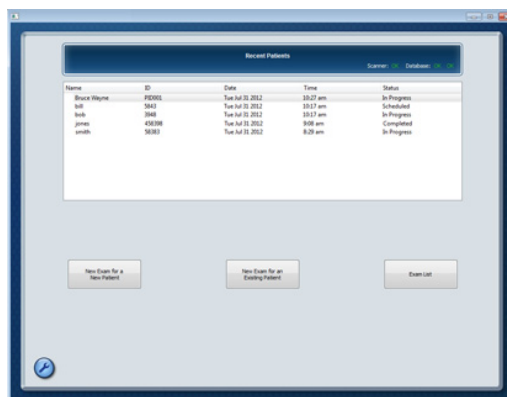 Recent Patients
Scanner: OK Database: OK OK
Name ID Date Time Status
Bruce Wayne PID001 Tue Jul 31 2012 10:27 am In Progress
bill 5843 Tue Jul 31 2012 10:17 am Scheduled
bob 3948 Tue Jul 31 2012 10:17 am In Progress
jones 458398 Tue Jul 31 2012 9:08 am Completed
smith 58383 Tue Jul 31 2012 8:29 am In Progress
New Exam for a
New Patient
New Exam for an
Existing Patient
Exam List